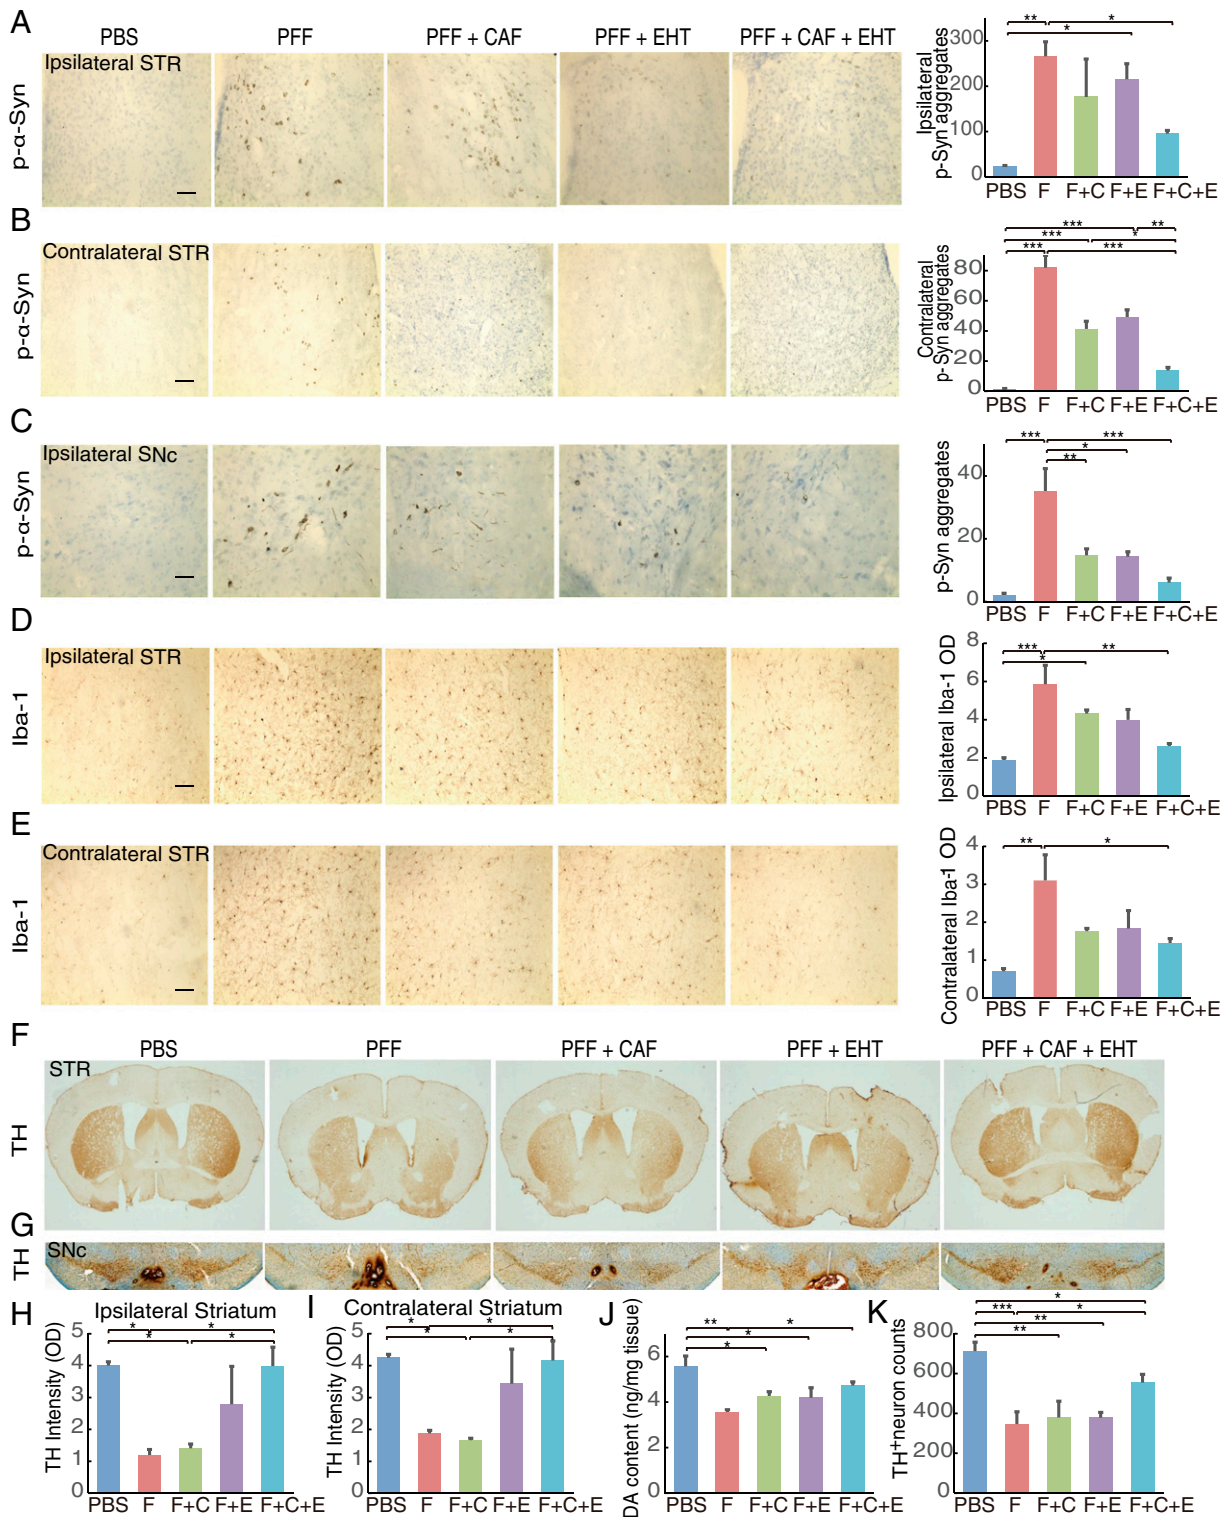 A
PBS PFF PFF + CAF PFF + EHT PFF + CAF + EHT
Ipsilateral STR
p-α-Syn
Ipsilateral
p-Syn aggregates
** *
*
300
200
100
0
PBS F F+C F+E F+C+E
B
Contralateral STR
p-α-Syn
Contralateral
p-Syn aggregates
*** **
*** *
*** ***
80
60
40
20
0
PBS F F+C F+E F+C+E
C
Ipsilateral SNc
p-α-Syn
p-Syn aggregates
*** ***
*
**
40
20
0
PBS F F+C F+E F+C+E
D
Ipsilateral STR
Iba-1
Ipsilateral Iba-1 OD
*** **
*
8
6
4
2
0
PBS F F+C F+E F+C+E
E
Contralateral STR
Iba-1
Contralateral Iba-1 OD
** *
4
3
2
1
0
PBS F F+C F+E F+C+E
F
PBS PFF PFF + CAF PFF + EHT PFF + CAF + EHT
STR
TH
G
SNc
TH
H Ipsilateral Striatum
TH Intensity (OD)
* *
* *
5
4
3
2
1
0
PBS F F+C F+E F+C+E
I Contralateral Striatum
TH Intensity (OD)
* *
* *
5
4
3
2
1
0
PBS F F+C F+E F+C+E
J
DA content (ng/mg tissue)
** *
*
*
6
4
2
0
PBS F F+C F+E F+C+E
K
TH+neuron counts
*
*** *
**
**
800
600
400
200
0
PBS F F+C F+E F+C+E